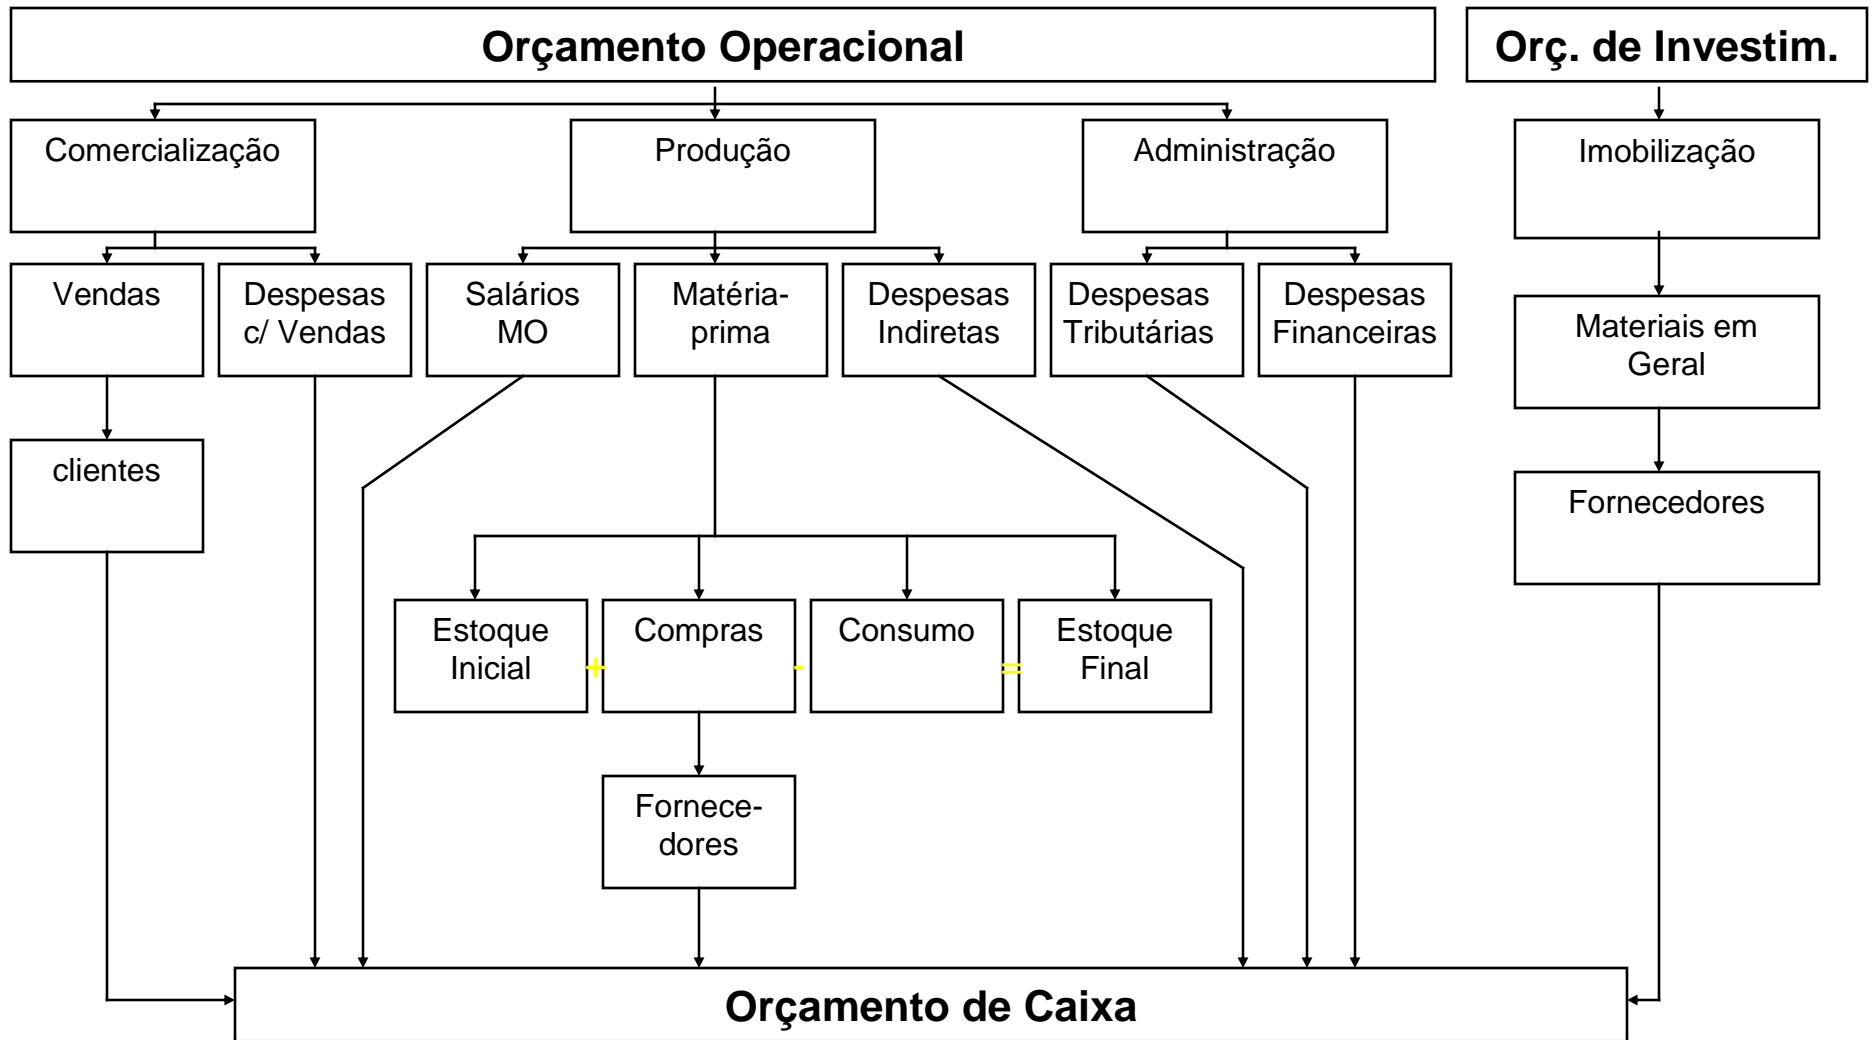 Orçamento Operacional
Orç. de Investim.
Comercialização
Produção
Administração
Imobilização
Vendas
Despesas
c/ Vendas
Salários
MO
Matéria-
prima
Despesas
Indiretas
Despesas
Tributárias
Despesas
Financeiras
Materiais em
Geral
clientes
Fornecedores
Estoque
Inicial
+
Compras
-
Consumo
=
Estoque
Final
Fornece-
dores
Orçamento de Caixa